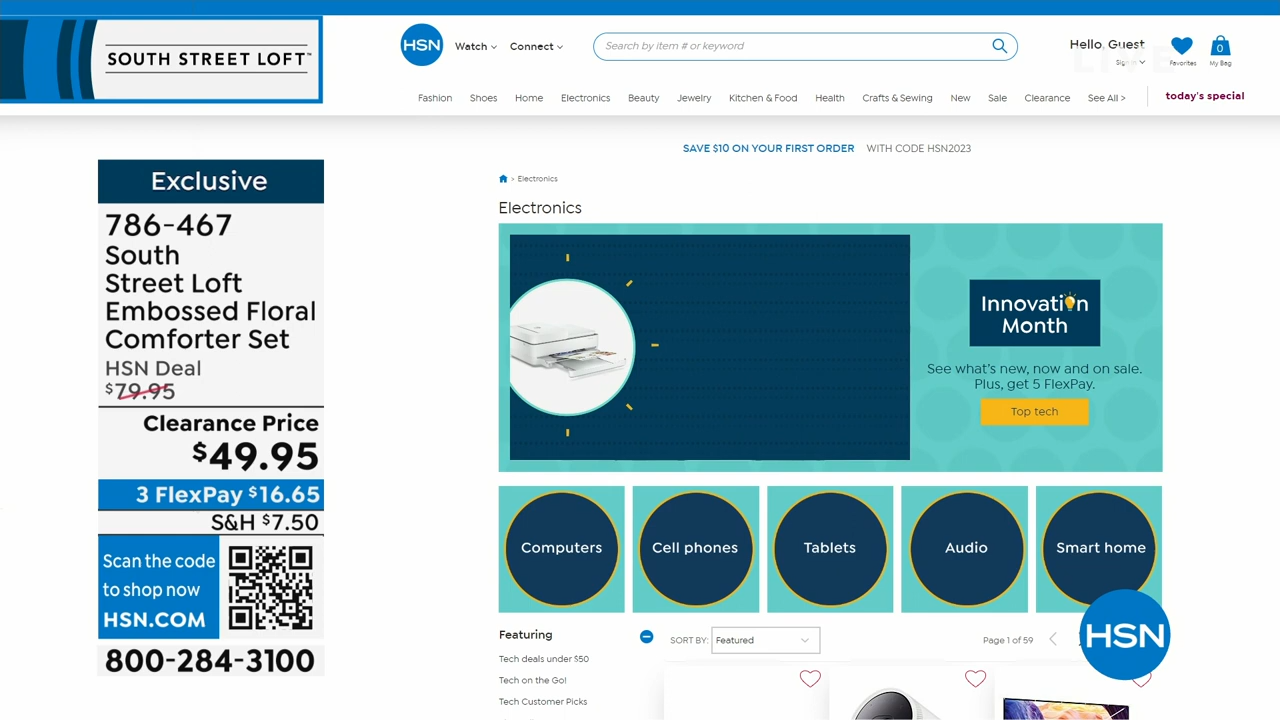 SOUTH STREET LOFT™
HSN
Watch
Connect
Search by item # or keyword
Hello, Guest
Sign In
LIVE
Favorites
0
My Bag
Fashion
Shoes
Home
Electronics
Beauty
Jewelry
Kitchen & Food
Health
Crafts & Sewing
New
Sale
Clearance
See All >
today's special
SAVE $10 ON YOUR FIRST ORDER WITH CODE HSN2023
> Electronics
Electronics
Exclusive
786-467
South
Street Loft
Embossed Floral
Comforter Set
HSN Deal
$79.95
Clearance Price
$49.95
3 FlexPay $16.65
S&H $7.50
Scan the code
to shop now
HSN.COM
800-284-3100
Innovation
Month
See what's new, now and on sale.
Plus, get 5 FlexPay.
Top tech
Computers
Cell phones
Tablets
Audio
Smart home
Featuring
Tech deals under $50
Tech on the Go!
Tech Customer Picks
SORT BY: Featured
Page 1 of 59
HSN